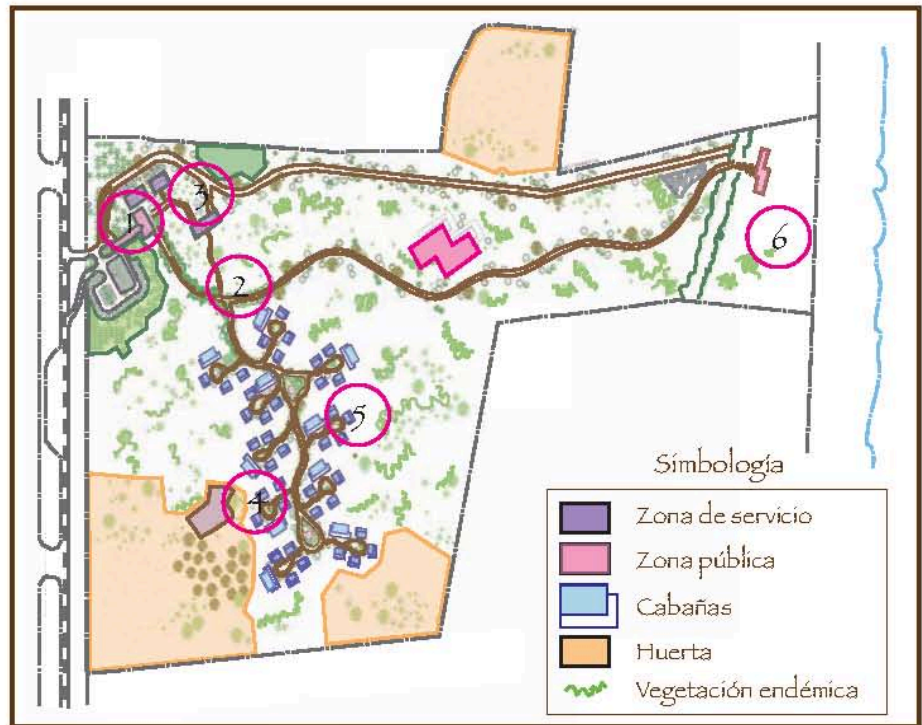 3
1
6
2
5
4
Simbología
Zona de servicio
Zona pública
Cabañas
Huerta
Vegetación endémica